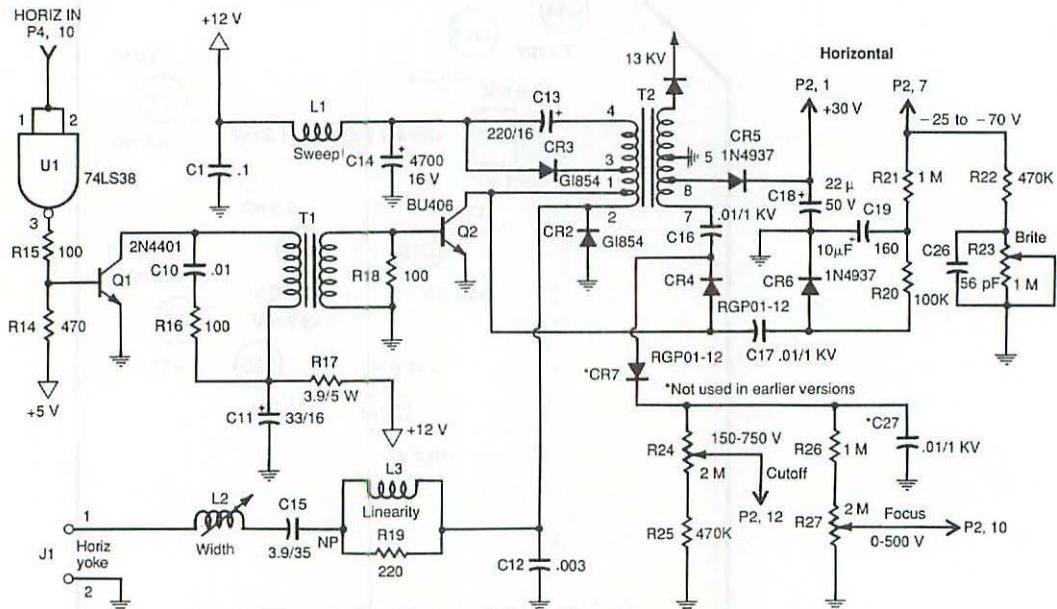 HORIZ IN
P4, 10
1
2
U1
74LS38
3
R15
100
R14
470
+5 V
2N4401
Q1
+12 V
C1
.1
L1
Sweep
C14
4700
16 V
C13
+
220/16
CR3
GI854
4
3
1
2
T2
13 KV
5
8
7
BU406
Q2
CR2
GI854
T1
C10
.01
R16
100
R18
100
R17
3.9/5 W
+12 V
C11
+
33/16
Horizontal
P2, 1
+30 V
P2, 7
−25 to −70 V
CR5
1N4937
C18
+
22 μ
50 V
C19
10μF
+
160
R21
1 M
R22
470K
C16
.01/1 KV
CR4
RGP01-12
CR6
1N4937
R20
100K
C26
56 pF
R23
Brite
1 M
C17
.01/1 KV
RGP01-12
*CR7
*Not used in earlier versions
R24
150-750 V
2 M
Cutoff
P2, 12
R25
470K
R26
1 M
*C27
.01/1 KV
R27
2 M
Focus
0-500 V
P2, 10
J1
1
Horiz
yoke
2
L2
Width
C15
3.9/35
NP
L3
Linearity
R19
220
C12
.003